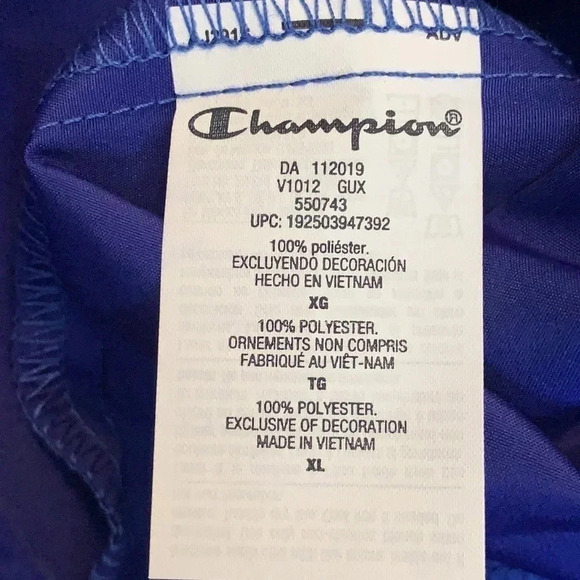 ADV
Champion®
DA 112019
V1012 GUX
550743
UPC: 192503947392
100% poliéster.
EXCLUYENDO DECORACIÓN
HECHO EN VIETNAM
XG
100% POLYESTER.
ORNEMENTS NON COMPRIS
FABRIQUÉ AU VIÊT-NAM
TG
100% POLYESTER.
EXCLUSIVE OF DECORATION
MADE IN VIETNAM
XL